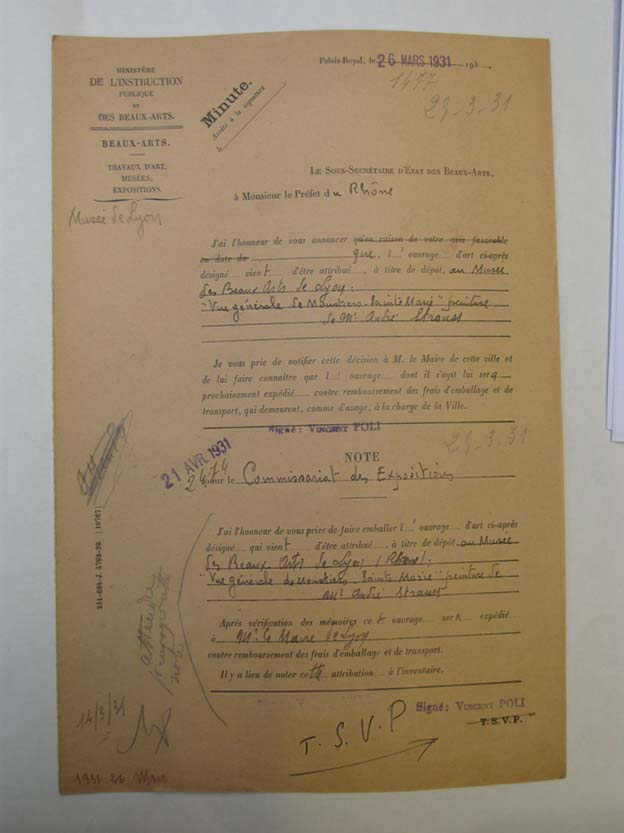 MINISTÈRE
DE L'INSTRUCTION
PUBLIQUE
ET
DES BEAUX-ARTS.
BEAUX-ARTS.
TRAVAUX D'ART,
MUSÉES,
EXPOSITIONS.
Musée de Lyon
Minute.
Arrêté à la signature
le
Palais-Royal, le 26 MARS 1931 193
1477
25-3-31
LE SOUS-SECRÉTAIRE D'ÉTAT DES BEAUX-ARTS,
à Monsieur le Préfet du Rhône
J'ai l'honneur de vous annoncer qu'en raison de votre avis favorable
en date du que, l' ouvrage d'art ci-après
désigné vient d'être attribué, à titre de dépôt, au Musée
des Beaux Arts de Lyon :
"Vue générale de Moustiers Sainte Marie" peinture
de Mr André Strauss
Je vous prie de notifier cette décision à M. le Maire de cette ville et
de lui faire connaître que l' ouvrage dont il s'agit lui sera
prochainement expédié contre remboursement des frais d'emballage et de
transport, qui demeurent, comme d'usage, à la charge de la Ville.
Signé : VINCENT POLI
25-3-31
21 AVR 1931
2474
NOTE
pour le Commissariat des Expositions
J'ai l'honneur de vous prier de faire emballer l' ouvrage d'art ci-après
désigné qui vient d'être attribué, à titre de dépôt au Musée
des Beaux Arts de Lyon (Rhône) :
"Vue générale de Moustiers Sainte Marie" peinture de
Mr André Strauss
Après vérification des mémoires cet ouvrage sera expédié
à Mr le Maire de Lyon
contre remboursement des frais d'emballage et de transport.
Il y a lieu de noter cette attribution à l'inventaire.
Signé : VINCENT POLI
T.S.V.P.
T. S. V. P
attendre
note
14/3/31
1931 26 Mars